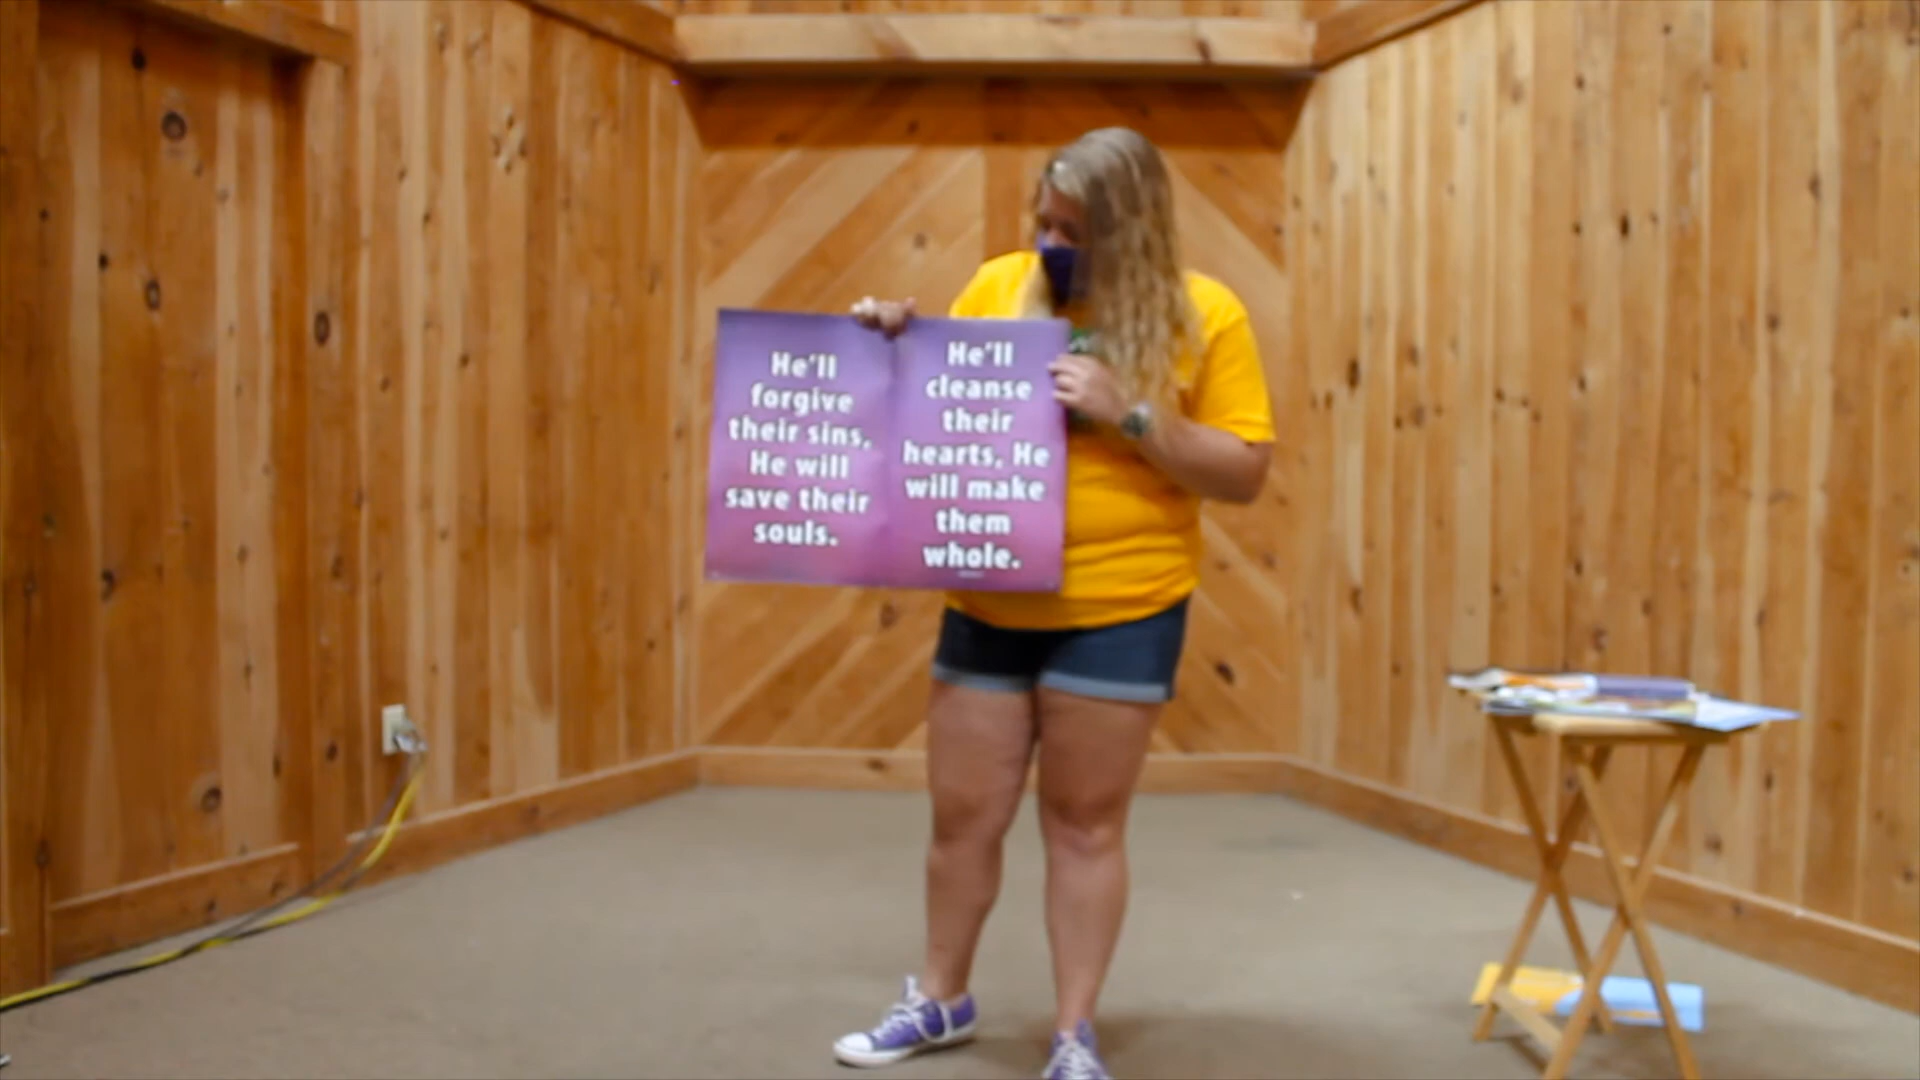 He'll
forgive
their sins,
He will
save their
souls.
He'll
cleanse
their
hearts, He
will make
them
whole.